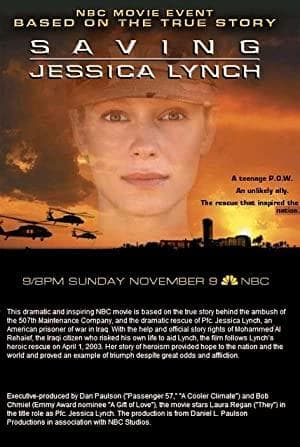 NBC MOVIE EVENT
BASED ON THE TRUE STORY
SAVING
JESSICA LYNCH
A teenage P.O.W.
An unlikely ally.
The rescue that inspired the
nation.
9/8PM SUNDAY NOVEMBER 9 NBC
This dramatic and inspiring NBC movie is based on the true story behind the ambush of
the 507th Maintenance Company, and the dramatic rescue of Pfc. Jessica Lynch, an
American prisoner of war in Iraq. With the help and official story rights of Mohammed Al
Rehaief, the Iraqi citizen who risked his own life to aid Lynch, the film follows Lynch's
heroic rescue on April 1, 2003. Her story of heroism provided hope to the nation and the
world and proved an example of triumph despite great odds and affliction.
Executive-produced by Dan Paulson ("Passenger 57," "A Cooler Climate") and Bob
Chmiel (Emmy Award nominee "A Gift of Love"), the movie stars Laura Regan ("They") in
the title role as Pfc. Jessica Lynch. The production is from Daniel L. Paulson
Productions in association with NBC Studios.